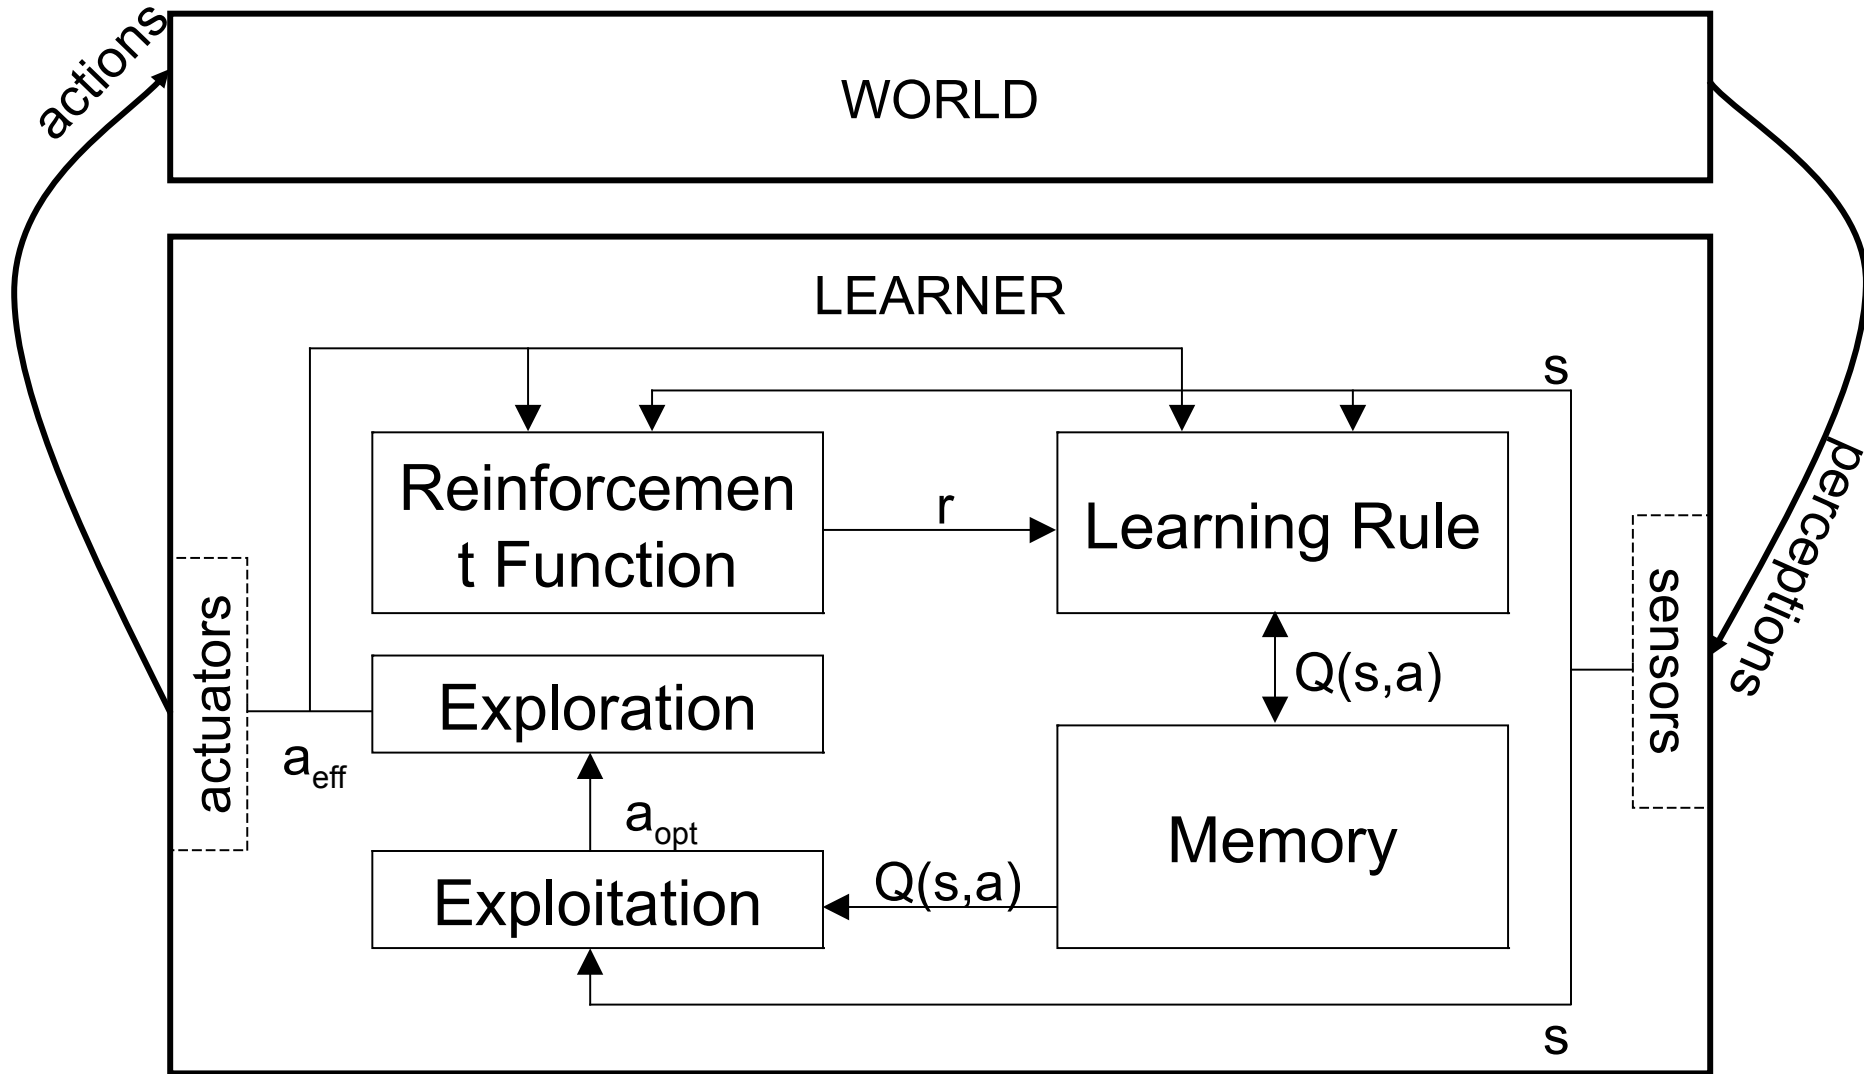 actions
WORLD
LEARNER
s
Reinforcemen
t Function
r
Learning Rule
perceptions
sensors
actuators
Q(s,a)
Exploration
a_eff
a_opt
Memory
Q(s,a)
Exploitation
s